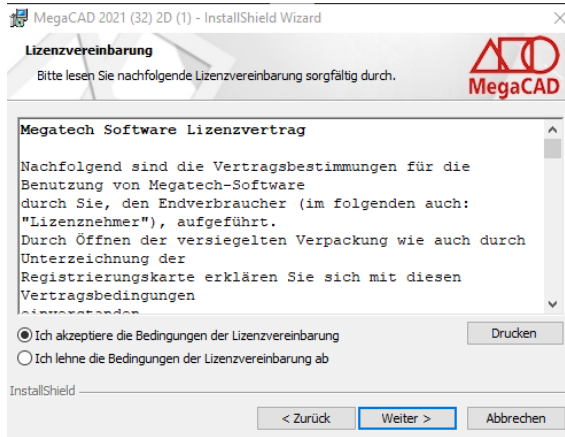 MegaCAD 2021 (32) 2D (1) - InstallShield Wizard
Lizenzvereinbarung
Bitte lesen Sie nachfolgende Lizenzvereinbarung sorgfältig durch.
MegaCAD
Megatech Software Lizenzvertrag
Nachfolgend sind die Vertragsbestimmungen für die
Benutzung von Megatech-Software
durch Sie, den Endverbraucher (im folgenden auch:
"Lizenznehmer"), aufgeführt.
Durch Öffnen der versiegelten Verpackung wie auch durch
Unterzeichnung der
Registrierungskarte erklären Sie sich mit diesen
Vertragsbedingungen
Ich akzeptiere die Bedingungen der Lizenzvereinbarung
Drucken
Ich lehne die Bedingungen der Lizenzvereinbarung ab
InstallShield
< Zurück
Weiter >
Abbrechen